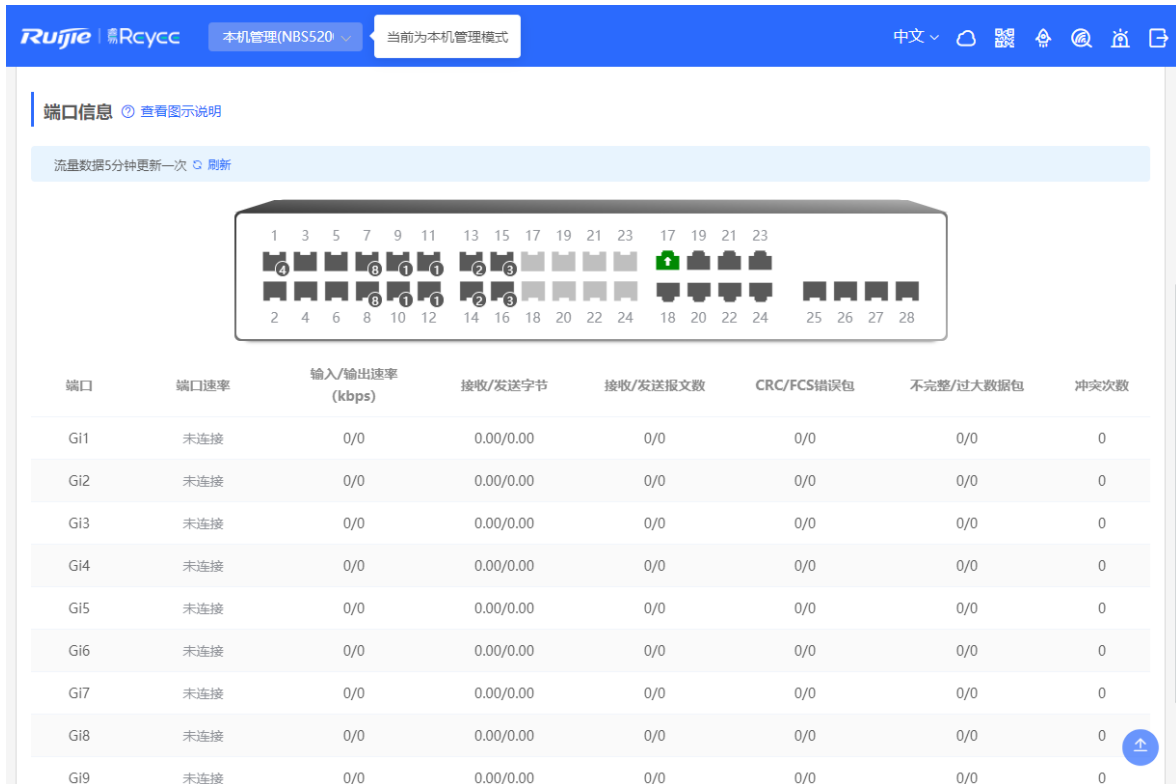 Ruijie 睿易 Rcycc 本机管理(NBS520 当前为本机管理模式 中文
端口信息 查看图示说明
流量数据5分钟更新一次 刷新
1 3 5 7 9 11 13 15 17 19 21 23 17 19 21 23
4 8 1 1 2 3
8 1 1 2 3
2 4 6 8 10 12 14 16 18 20 22 24 18 20 22 24 25 26 27 28
端口 端口速率 输入/输出速率 (kbps) 接收/发送字节 接收/发送报文数 CRC/FCS错误包 不完整/过大数据包 冲突次数
Gi1 未连接 0/0 0.00/0.00 0/0 0/0 0/0 0
Gi2 未连接 0/0 0.00/0.00 0/0 0/0 0/0 0
Gi3 未连接 0/0 0.00/0.00 0/0 0/0 0/0 0
Gi4 未连接 0/0 0.00/0.00 0/0 0/0 0/0 0
Gi5 未连接 0/0 0.00/0.00 0/0 0/0 0/0 0
Gi6 未连接 0/0 0.00/0.00 0/0 0/0 0/0 0
Gi7 未连接 0/0 0.00/0.00 0/0 0/0 0/0 0
Gi8 未连接 0/0 0.00/0.00 0/0 0/0 0/0 0
Gi9 未连接 0/0 0.00/0.00 0/0 0/0 0/0 0